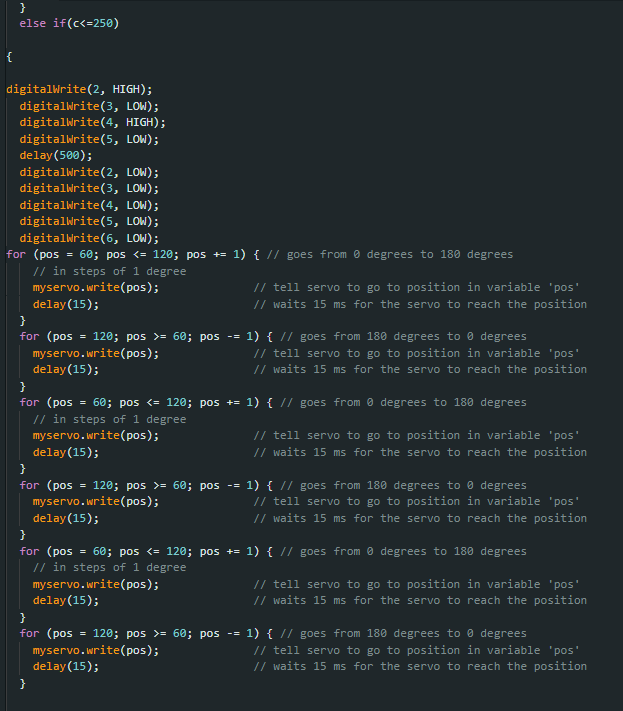 }
else if(c<=250)
{
digitalWrite(2, HIGH);
digitalWrite(3, LOW);
digitalWrite(4, HIGH);
digitalWrite(5, LOW);
delay(500);
digitalWrite(2, LOW);
digitalWrite(3, LOW);
digitalWrite(4, LOW);
digitalWrite(5, LOW);
digitalWrite(6, LOW);
for (pos = 60; pos <= 120; pos += 1) { // goes from 0 degrees to 180 degrees
// in steps of 1 degree
myservo.write(pos); // tell servo to go to position in variable 'pos'
delay(15); // waits 15 ms for the servo to reach the position
}
for (pos = 120; pos >= 60; pos -= 1) { // goes from 180 degrees to 0 degrees
myservo.write(pos); // tell servo to go to position in variable 'pos'
delay(15); // waits 15 ms for the servo to reach the position
}
for (pos = 60; pos <= 120; pos += 1) { // goes from 0 degrees to 180 degrees
// in steps of 1 degree
myservo.write(pos); // tell servo to go to position in variable 'pos'
delay(15); // waits 15 ms for the servo to reach the position
}
for (pos = 120; pos >= 60; pos -= 1) { // goes from 180 degrees to 0 degrees
myservo.write(pos); // tell servo to go to position in variable 'pos'
delay(15); // waits 15 ms for the servo to reach the position
}
for (pos = 60; pos <= 120; pos += 1) { // goes from 0 degrees to 180 degrees
// in steps of 1 degree
myservo.write(pos); // tell servo to go to position in variable 'pos'
delay(15); // waits 15 ms for the servo to reach the position
}
for (pos = 120; pos >= 60; pos -= 1) { // goes from 180 degrees to 0 degrees
myservo.write(pos); // tell servo to go to position in variable 'pos'
delay(15); // waits 15 ms for the servo to reach the position
}